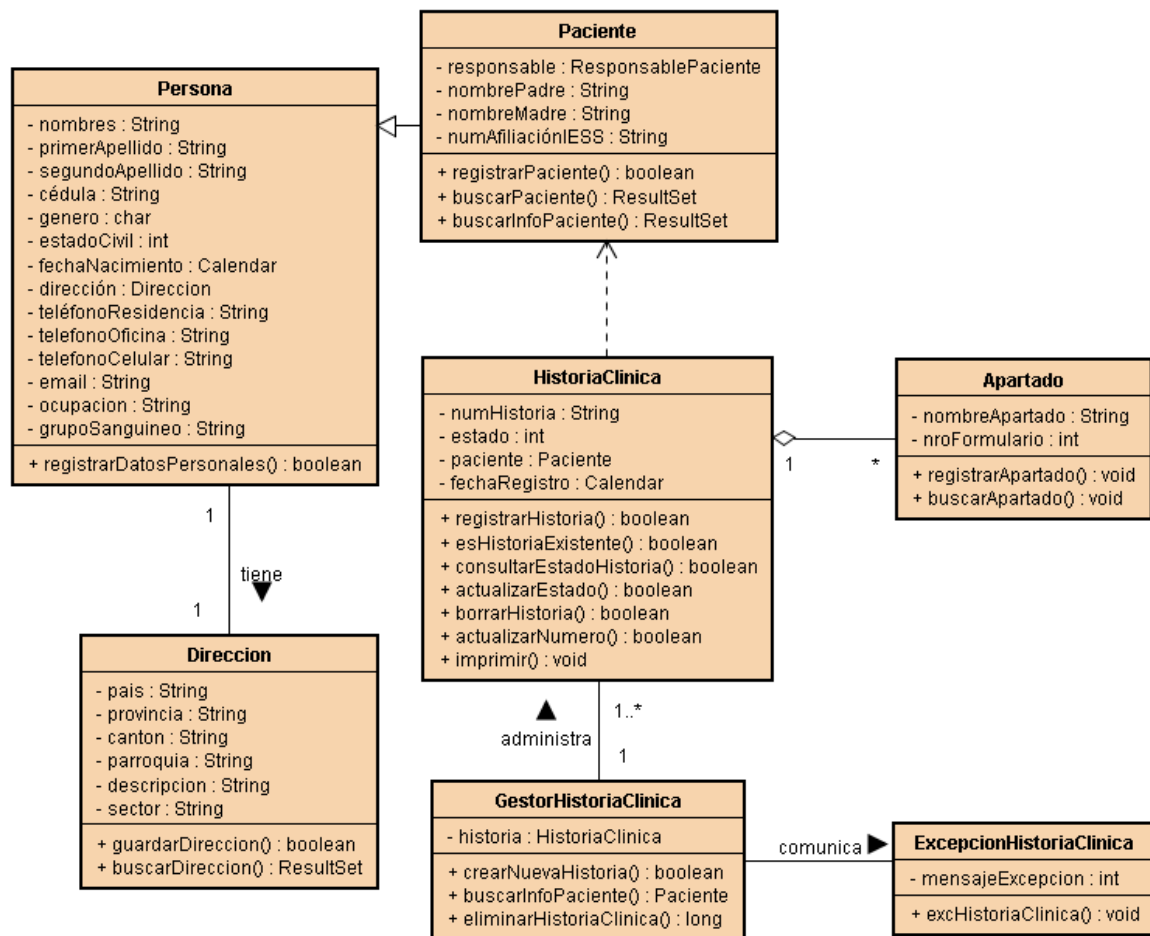 Persona
- nombres : String
- primerApellido : String
- segundoApellido : String
- cédula : String
- genero : char
- estadoCivil : int
- fechaNacimiento : Calendar
- dirección : Direccion
- teléfonoResidencia : String
- telefonoOficina : String
- telefonoCelular : String
- email : String
- ocupacion : String
- grupoSanguineo : String
+ registrarDatosPersonales() : boolean
Paciente
- responsable : ResponsablePaciente
- nombrePadre : String
- nombreMadre : String
- numAfiliaciónIESS : String
+ registrarPaciente() : boolean
+ buscarPaciente() : ResultSet
+ buscarInfoPaciente() : ResultSet
HistoriaClinica
- numHistoria : String
- estado : int
- paciente : Paciente
- fechaRegistro : Calendar
+ registrarHistoria() : boolean
+ esHistoriaExistente() : boolean
+ consultarEstadoHistoria() : boolean
+ actualizarEstado() : boolean
+ borrarHistoria() : boolean
+ actualizarNumero() : boolean
+ imprimir() : void
1
*
Apartado
- nombreApartado : String
- nroFormulario : int
+ registrarApartado() : void
+ buscarApartado() : void
1
tiene
1
Direccion
- pais : String
- provincia : String
- canton : String
- parroquia : String
- descripcion : String
- sector : String
+ guardarDireccion() : boolean
+ buscarDireccion() : ResultSet
1..*
administra
1
GestorHistoriaClinica
- historia : HistoriaClinica
+ crearNuevaHistoria() : boolean
+ buscarInfoPaciente() : Paciente
+ eliminarHistoriaClinica() : long
comunica
ExcepcionHistoriaClinica
- mensajeExcepcion : int
+ excHistoriaClinica() : void